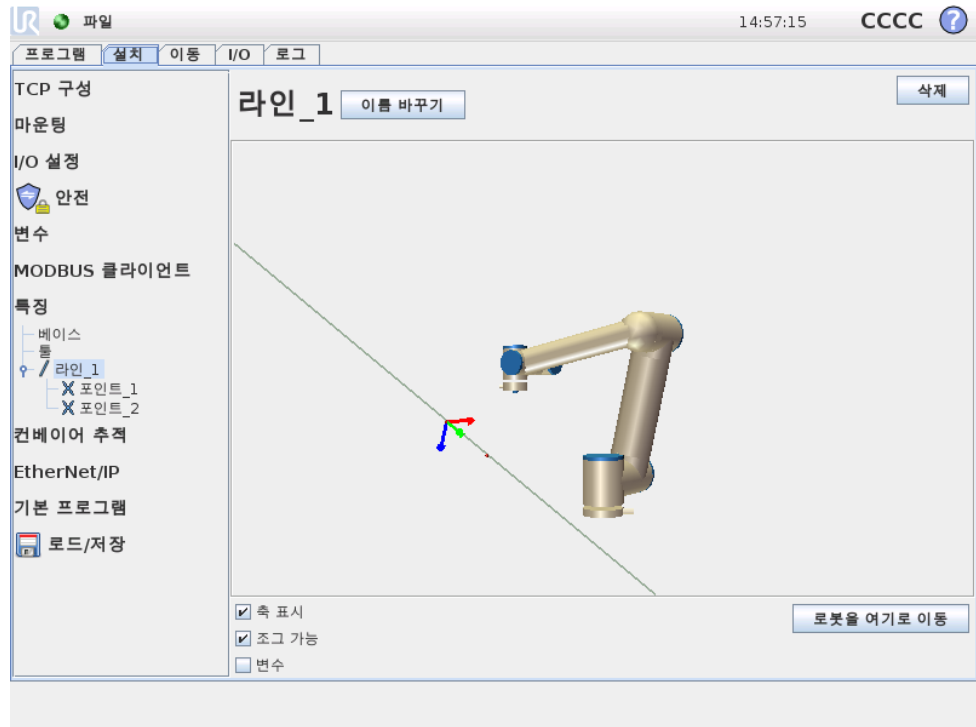 UR 파일 14:57:15 CCCC ?
프로그램 설치 이동 I/O 로그
TCP 구성
마운팅
I/O 설정
안전
변수
MODBUS 클라이언트
특징
베이스
툴
라인_1
포인트_1
포인트_2
컨베이어 추적
EtherNet/IP
기본 프로그램
로드/저장
라인_1 이름 바꾸기 삭제
축 표시
조그 가능
변수
로봇을 여기로 이동